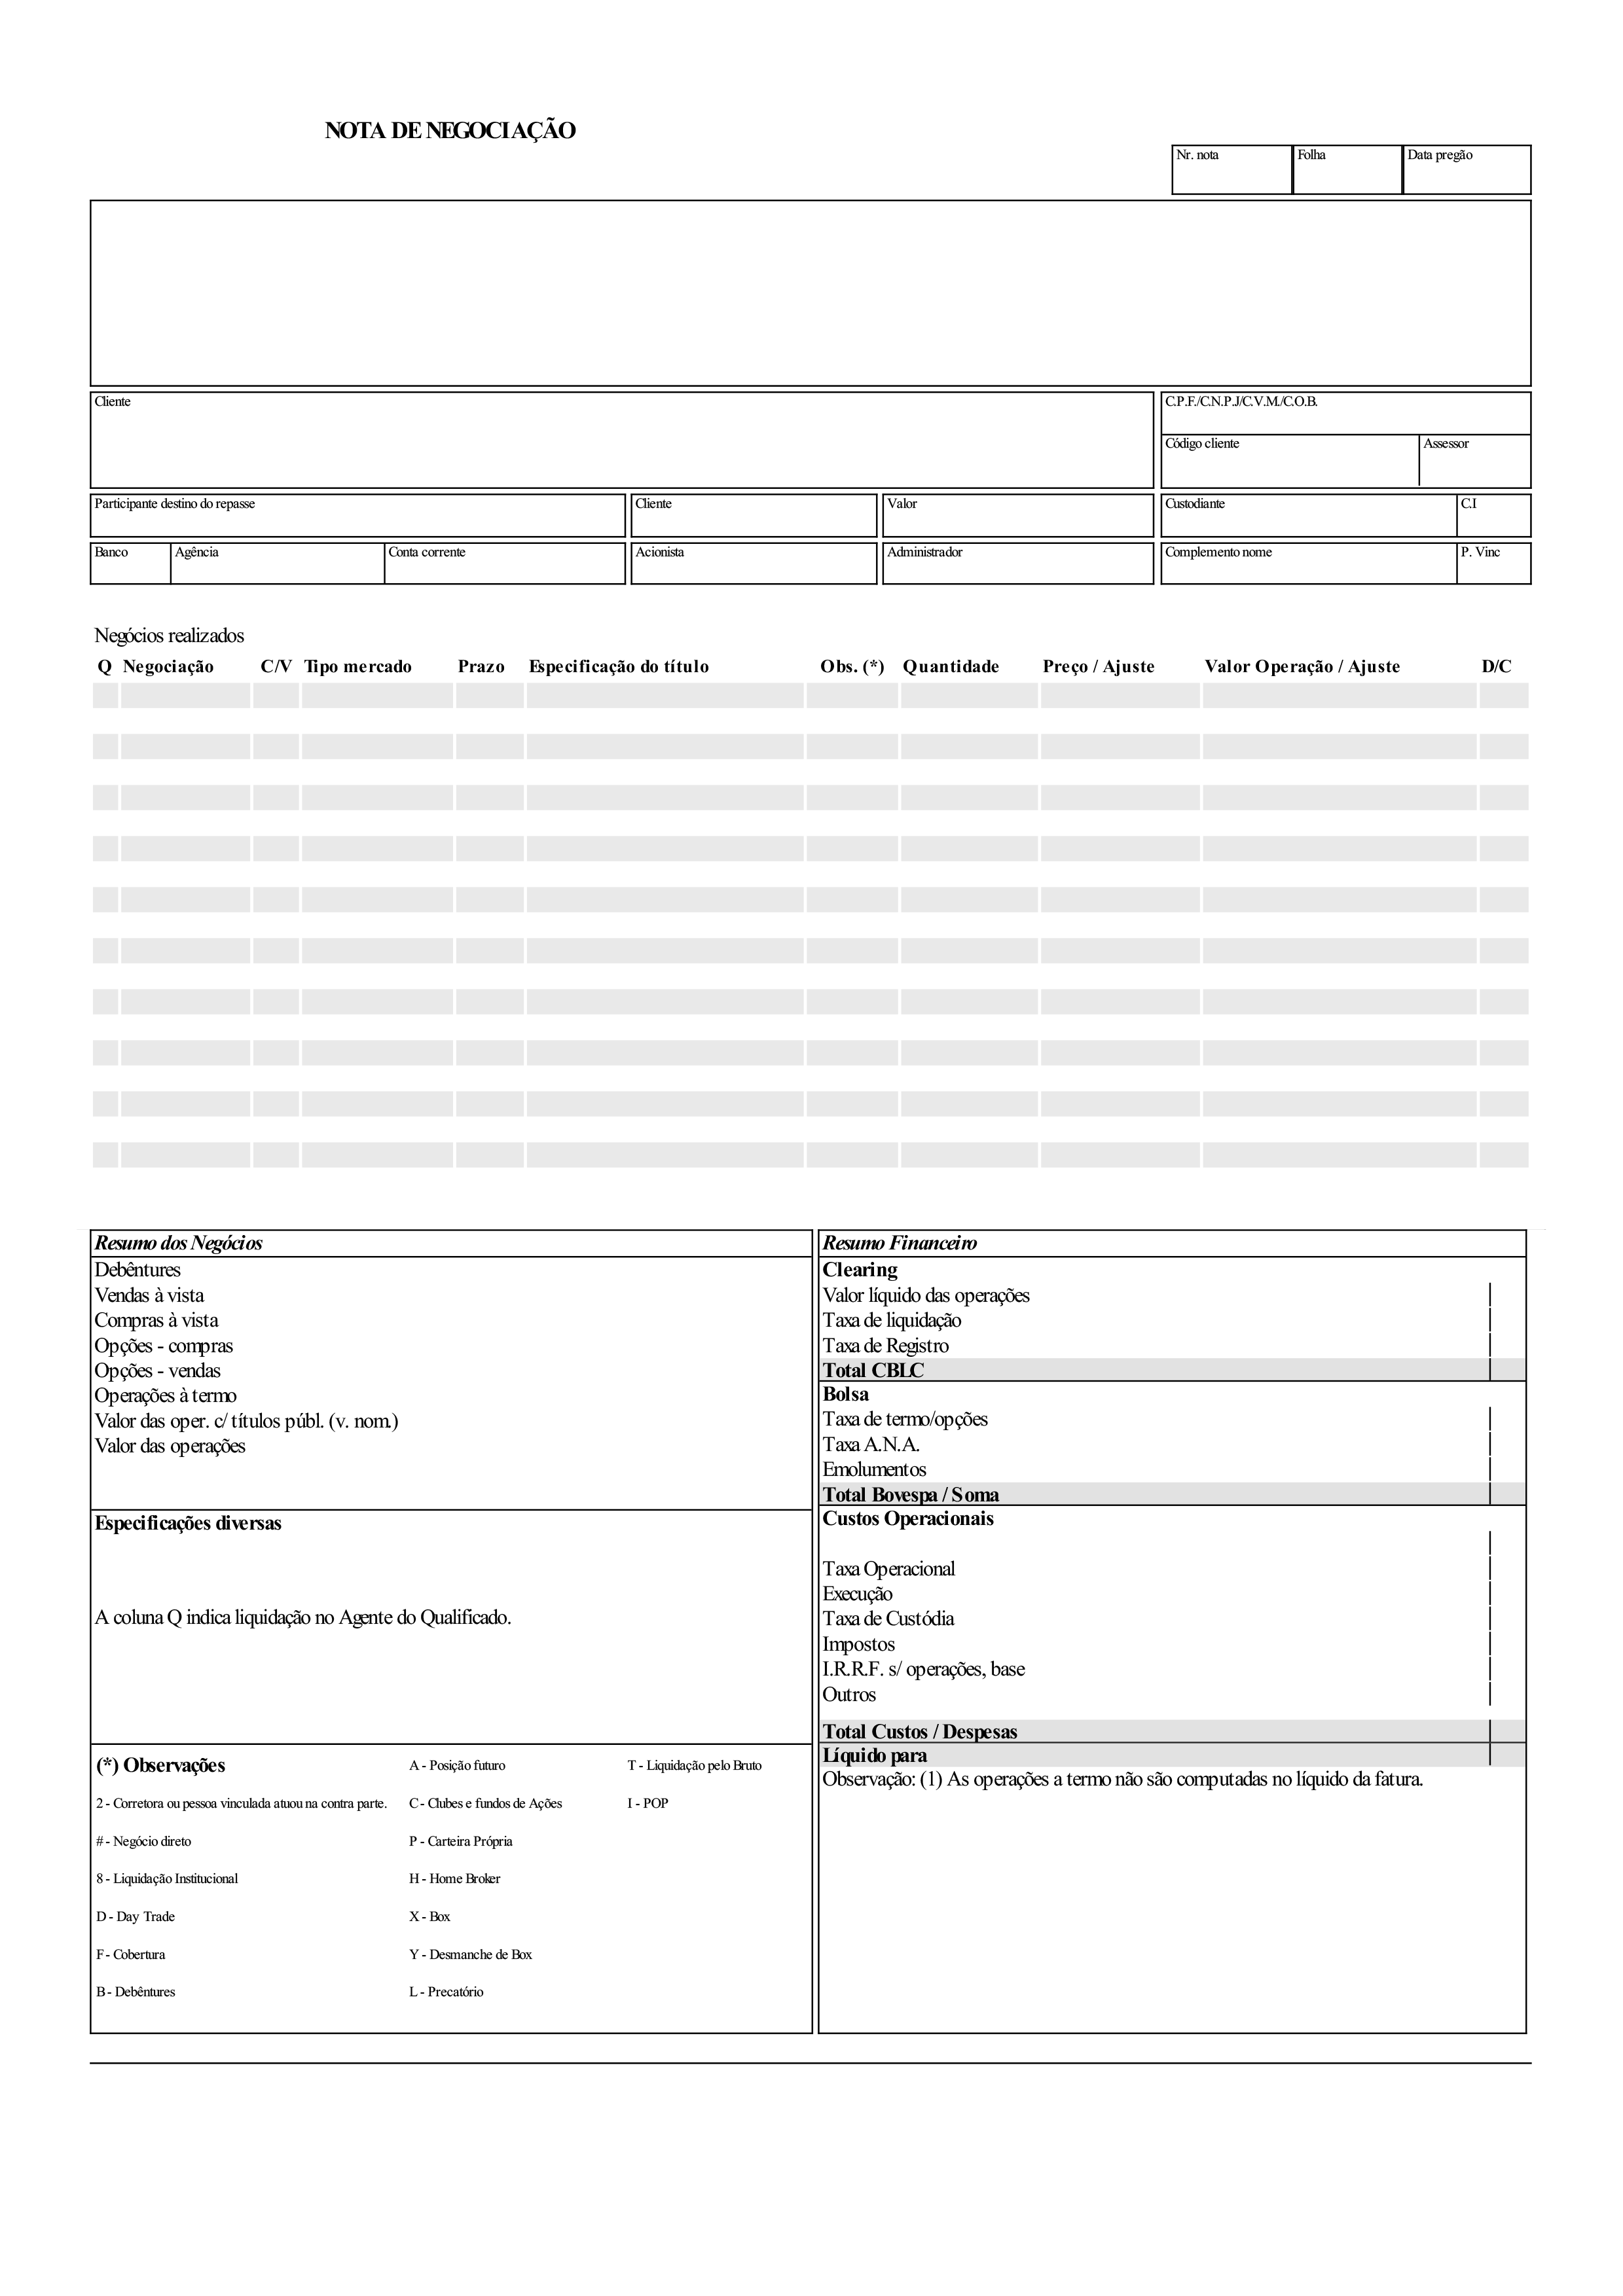 NOTA DE NEGOCIAÇÃO
Nr. nota Folha Data pregão
Cliente C.P.F./C.N.P.J/C.V.M./C.O.B.
Código cliente Assessor
Participante destino do repasse Cliente Valor Custodiante C.I
Banco Agência Conta corrente Acionista Administrador Complemento nome P. Vinc
Negócios realizados
Q Negociação C/V Tipo mercado Prazo Especificação do título Obs. (*) Quantidade Preço / Ajuste Valor Operação / Ajuste D/C
Resumo dos Negócios
Debêntures
Vendas à vista
Compras à vista
Opções - compras
Opções - vendas
Operações à termo
Valor das oper. c/ títulos públ. (v. nom.)
Valor das operações
Especificações diversas
A coluna Q indica liquidação no Agente do Qualificado.
(*) Observações A - Posição futuro T - Liquidação pelo Bruto
2 - Corretora ou pessoa vinculada atuou na contra parte. C - Clubes e fundos de Ações I - POP
# - Negócio direto P - Carteira Própria
8 - Liquidação Institucional H - Home Broker
D - Day Trade X - Box
F - Cobertura Y - Desmanche de Box
B - Debêntures L - Precatório
Resumo Financeiro
Clearing
Valor líquido das operações
Taxa de liquidação
Taxa de Registro
Total CBLC
Bolsa
Taxa de termo/opções
Taxa A.N.A.
Emolumentos
Total Bovespa / Soma
Custos Operacionais
Taxa Operacional
Execução
Taxa de Custódia
Impostos
I.R.R.F. s/ operações, base
Outros
Total Custos / Despesas
Líquido para
Observação: (1) As operações a termo não são computadas no líquido da fatura.